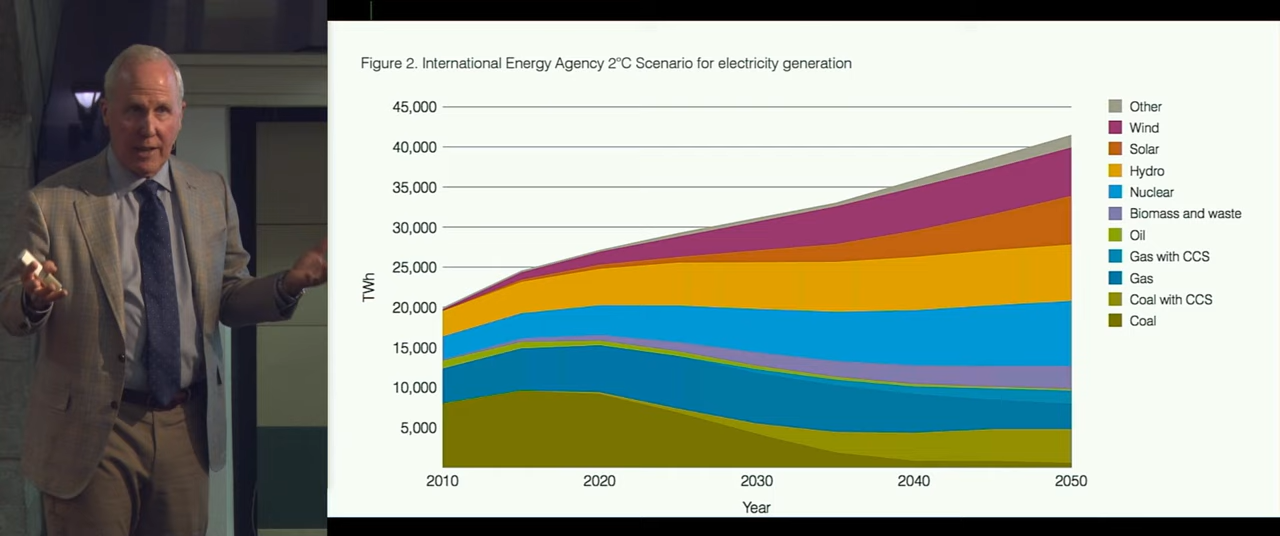 Figure 2. International Energy Agency 2°C Scenario for electricity generation
45,000
40,000
35,000
30,000
25,000
20,000
15,000
10,000
5,000
TWh
2010 2020 2030 2040 2050
Year
Other
Wind
Solar
Hydro
Nuclear
Biomass and waste
Oil
Gas with CCS
Gas
Coal with CCS
Coal